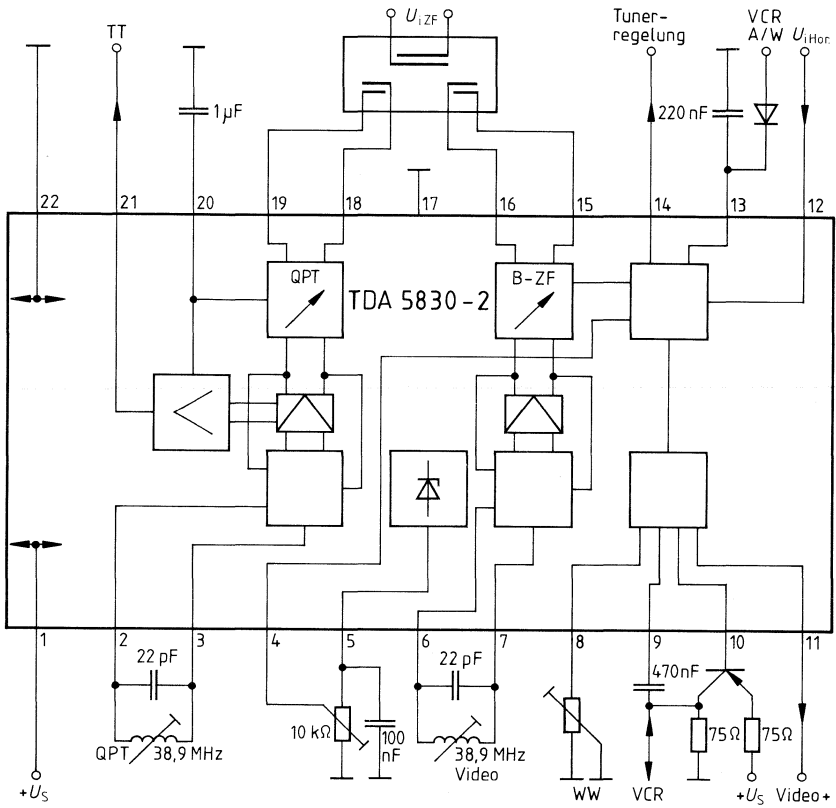 U_iZF
TT
Tuner-
regelung
VCR
A/W
U_iHor.
1µF
220 nF
22
21
20
19
18
17
16
15
14
13
12
QPT
TDA 5830-2
B-ZF
1
2
3
4
5
6
7
8
9
10
11
22 pF
22 pF
470nF
10 kΩ
100
nF
75Ω
75Ω
QPT
38,9 MHz
38,9 MHz
Video
+U_S
WW
VCR
+U_S
Video+